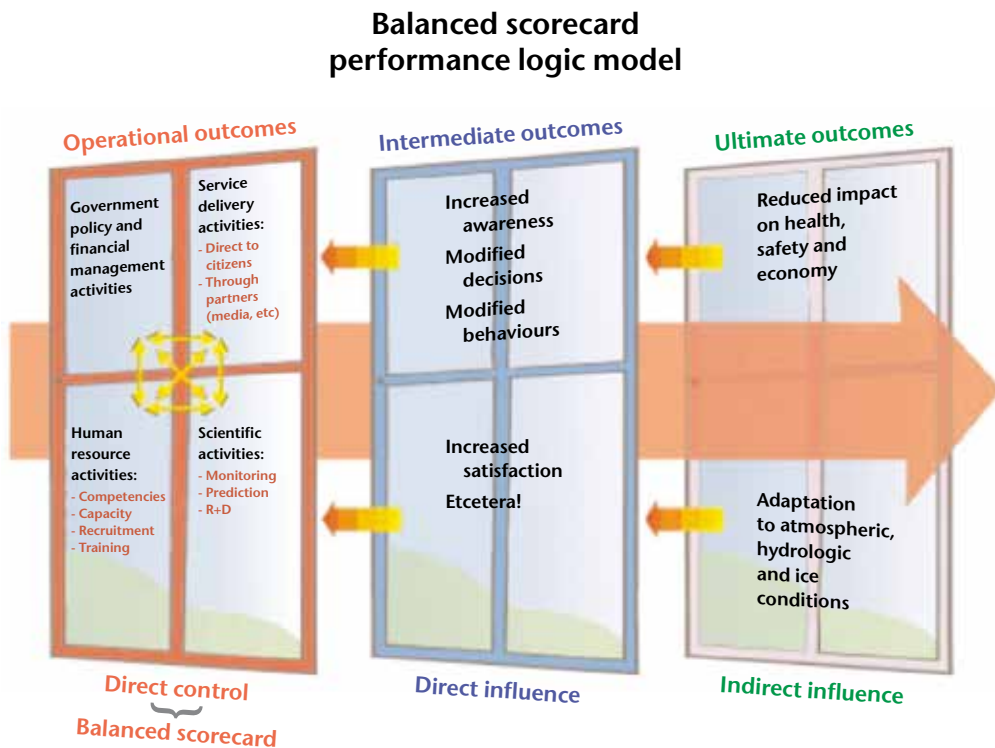 Balanced scorecard
performance logic model
Operational outcomes
Government
policy and
financial
management
activities
Service
delivery
activities:
- Direct to
citizens
- Through
partners
(media, etc)
Human
resource
activities:
- Competencies
- Capacity
- Recruitment
- Training
Scientific
activities:
- Monitoring
- Prediction
- R+D
Direct control
Balanced scorecard
Intermediate outcomes
Increased
awareness
Modified
decisions
Modified
behaviours
Increased
satisfaction
Etcetera!
Direct influence
Ultimate outcomes
Reduced impact
on health,
safety and
economy
Adaptation
to atmospheric,
hydrologic
and ice
conditions
Indirect influence